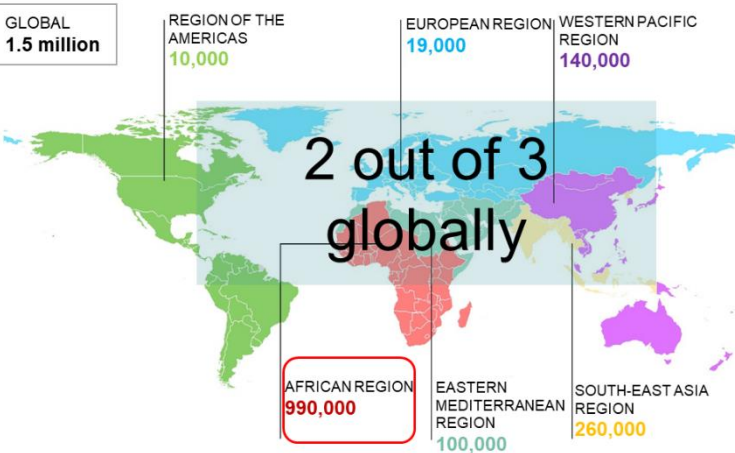 GLOBAL
1.5 million
REGION OF THE
AMERICAS
10,000
EUROPEAN REGION
19,000
WESTERN PACIFIC
REGION
140,000
2 out of 3
globally
AFRICAN REGION
990,000
EASTERN
MEDITERRANEAN
REGION
100,000
SOUTH-EAST ASIA
REGION
260,000